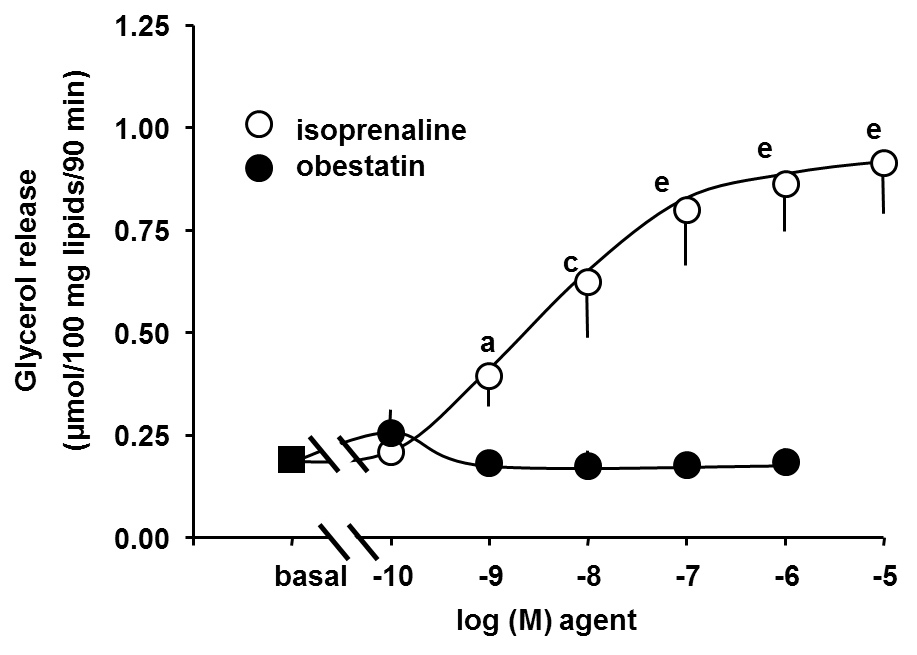 Glycerol release
(µmol/100 mg lipids/90 min)
1.25
1.00
0.75
0.50
0.25
0.00
isoprenaline
obestatin
a
c
e
e
e
basal
-10
-9
-8
-7
-6
-5
log (M) agent